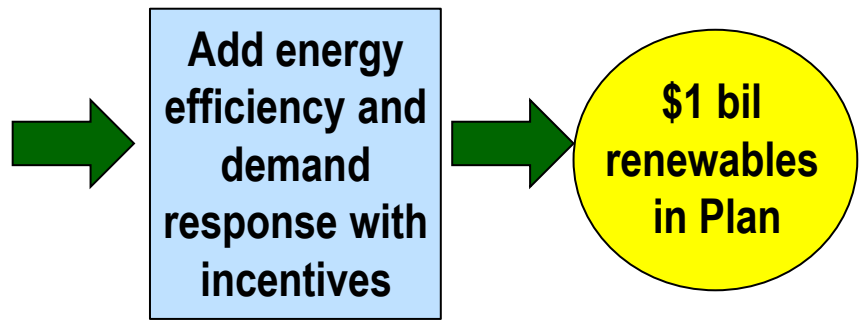 Add energy
efficiency and
demand
response with
incentives
$1 bil
renewables
in Plan